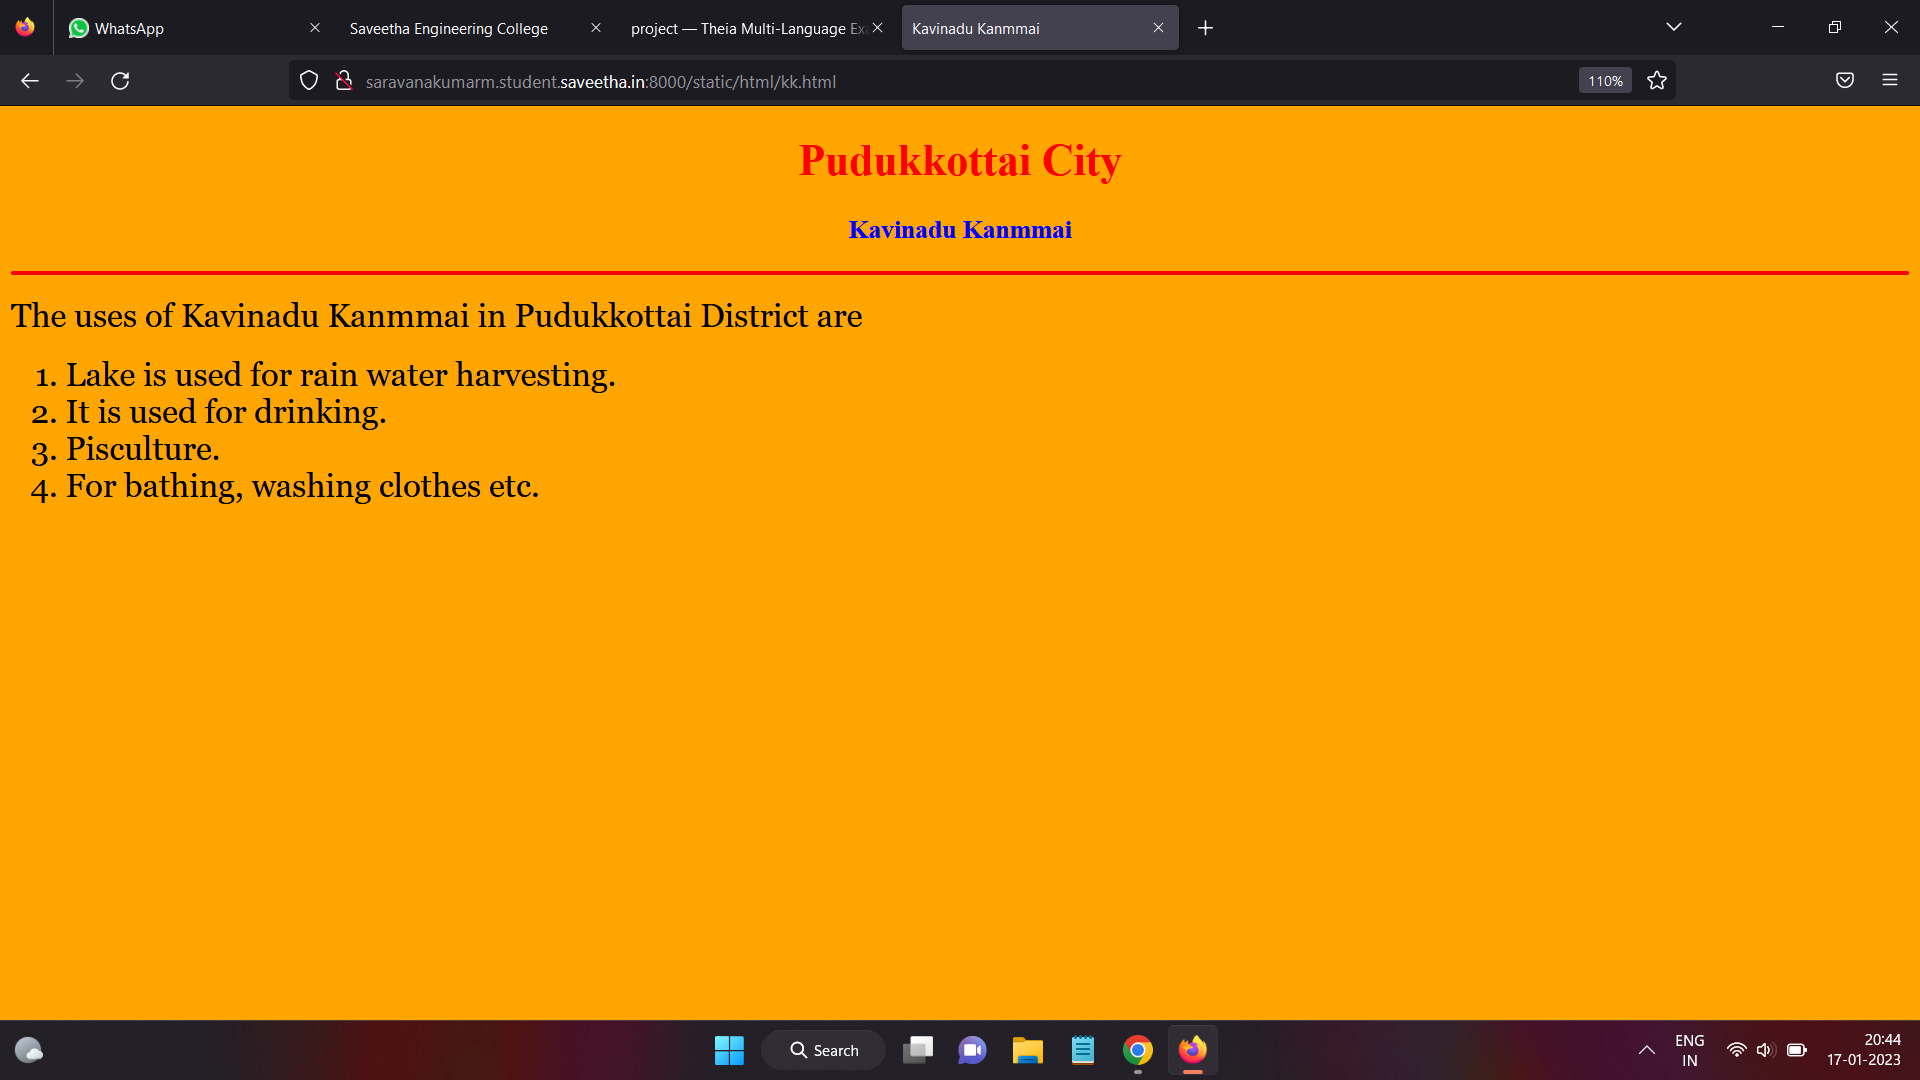 WhatsApp
Saveetha Engineering College
project — Theia Multi-Language Ex
Kavinadu Kanmmai
saravanakumarm.student.saveetha.in:8000/static/html/kk.html
110%
Pudukkottai City
Kavinadu Kanmmai
The uses of Kavinadu Kanmmai in Pudukkottai District are
1. Lake is used for rain water harvesting.
2. It is used for drinking.
3. Pisculture.
4. For bathing, washing clothes etc.
Search
ENG
IN
20:44
17-01-2023